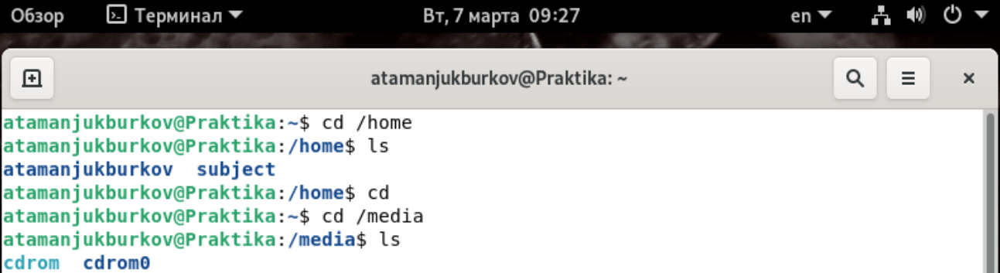 Обзор Терминал Вт, 7 марта 09:27 en
atamanjukburkov@Praktika: ~
atamanjukburkov@Praktika:~$ cd /home
atamanjukburkov@Praktika:/home$ ls
atamanjukburkov  subject
atamanjukburkov@Praktika:/home$ cd
atamanjukburkov@Praktika:~$ cd /media
atamanjukburkov@Praktika:/media$ ls
cdrom  cdrom0